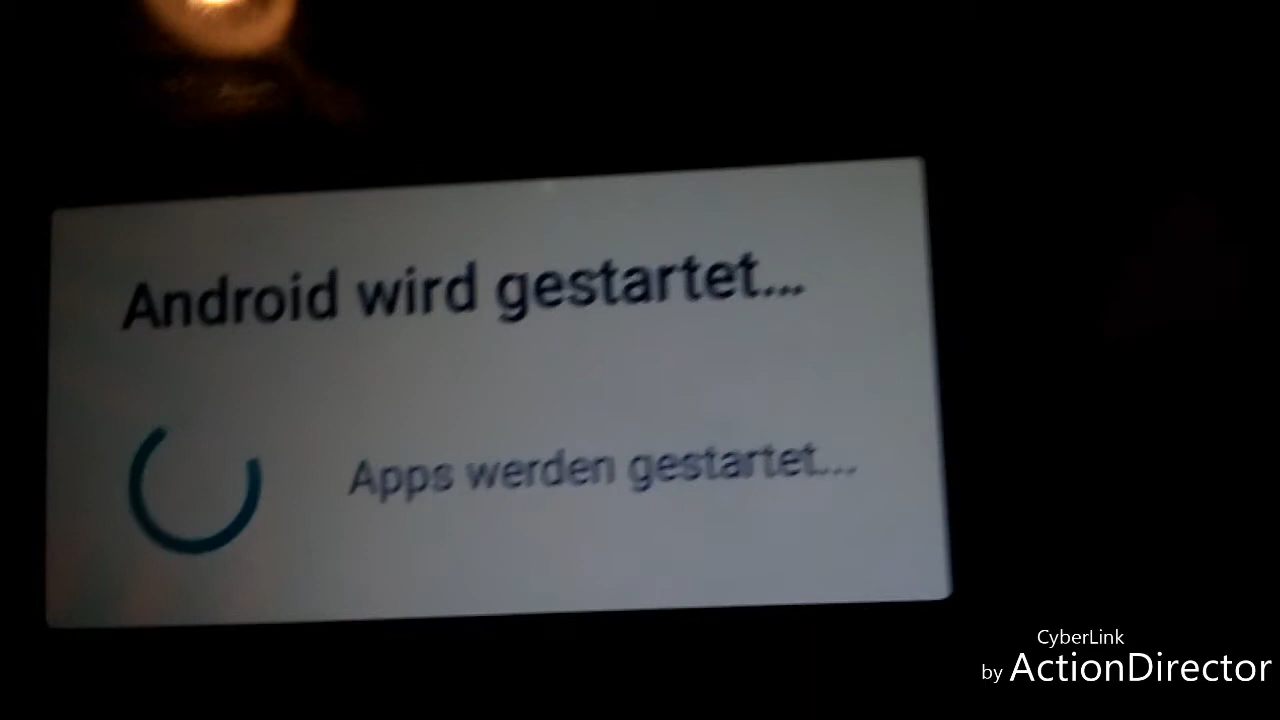 Android wird gestartet...
Apps werden gestartet...
CyberLink
by ActionDirector